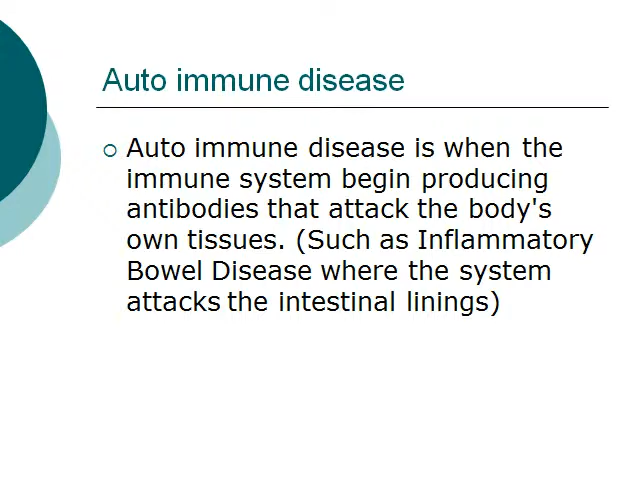 Auto immune disease
Auto immune disease is when the
immune system begin producing
antibodies that attack the body's
own tissues. (Such as Inflammatory
Bowel Disease where the system
attacks the intestinal linings)